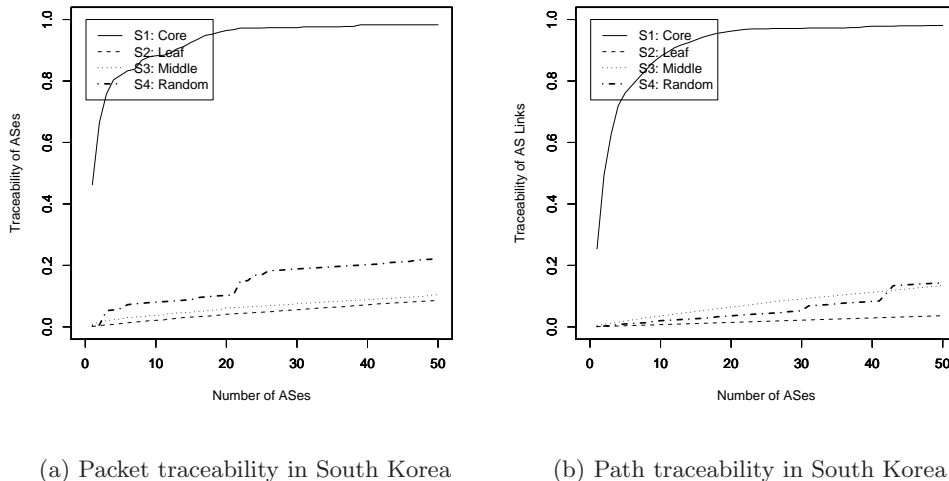 Traceability of ASes
1.0
0.8
0.6
0.4
0.2
0.0
S1: Core
S2: Leaf
S3: Middle
S4: Random
0 10 20 30 40 50
Number of ASes
(a) Packet traceability in South Korea
Traceability of AS Links
1.0
0.8
0.6
0.4
0.2
0.0
S1: Core
S2: Leaf
S3: Middle
S4: Random
0 10 20 30 40 50
Number of ASes
(b) Path traceability in South Korea